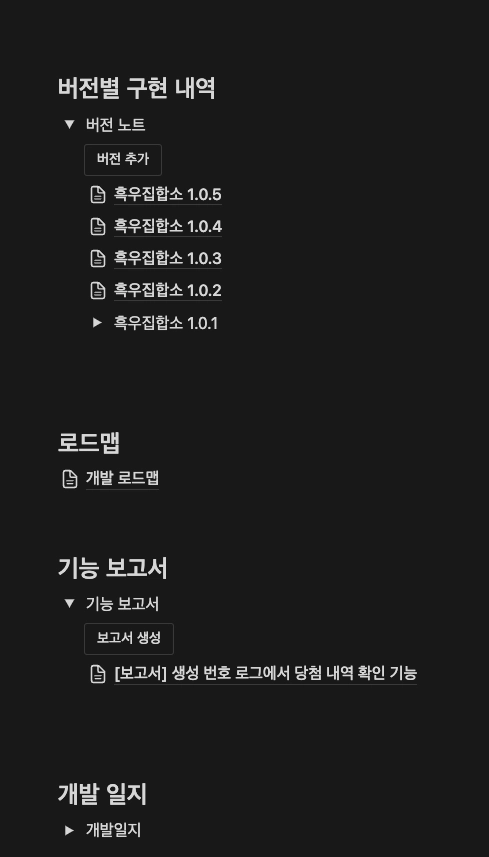 버전별 구현 내역
버전 노트
버전 추가
흑우집합소 1.0.5
흑우집합소 1.0.4
흑우집합소 1.0.3
흑우집합소 1.0.2
흑우집합소 1.0.1
로드맵
개발 로드맵
기능 보고서
기능 보고서
보고서 생성
[보고서] 생성 번호 로그에서 당첨 내역 확인 기능
개발 일지
개발일지